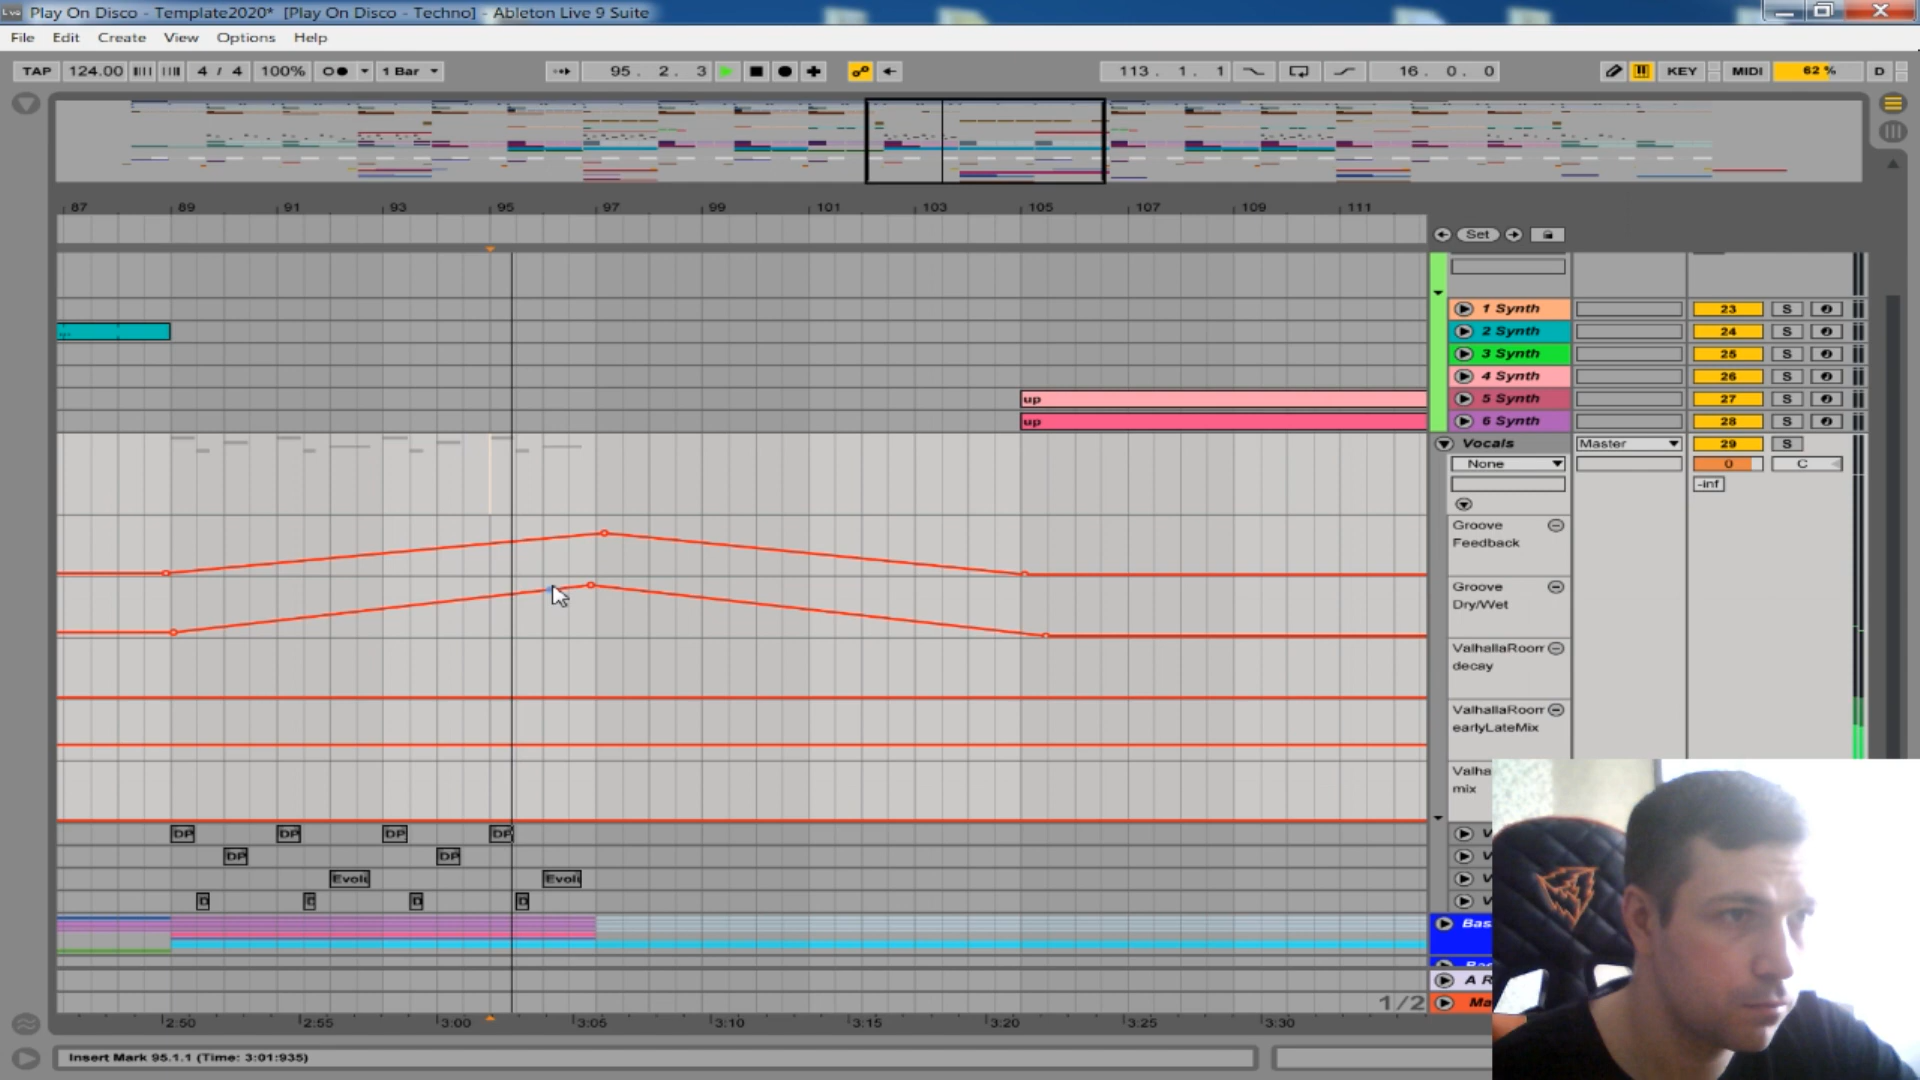 Play On Disco - Template2020* [Play On Disco - Techno] - Ableton Live 9 Suite
File Edit Create View Options Help
TAP 124.00 4 / 4 100% 1 Bar 95. 2. 3 113. 1. 1 16. 0. 0 KEY MIDI 62 % D
87 89 91 93 95 97 99 101 103 105 107 109 111
Set
1 Synth 23 S
2 Synth 24 S
3 Synth 25 S
4 Synth 26 S
up 5 Synth 27 S
up 6 Synth 28 S
Vocals Master 29 S
None 0 C
-inf
Groove
Feedback
Groove
Dry/Wet
ValhallaRoom
decay
ValhallaRoom
earlyLateMix
Valha
mix
DP DP DP DP
DP DP
Evolu Evolu
D D D
Bas
A R
1/2 Ma
2:50 2:55 3:00 3:05 3:10 3:15 3:20 3:25 3:30
Insert Mark 95.1.1 (Time: 3:01:935)